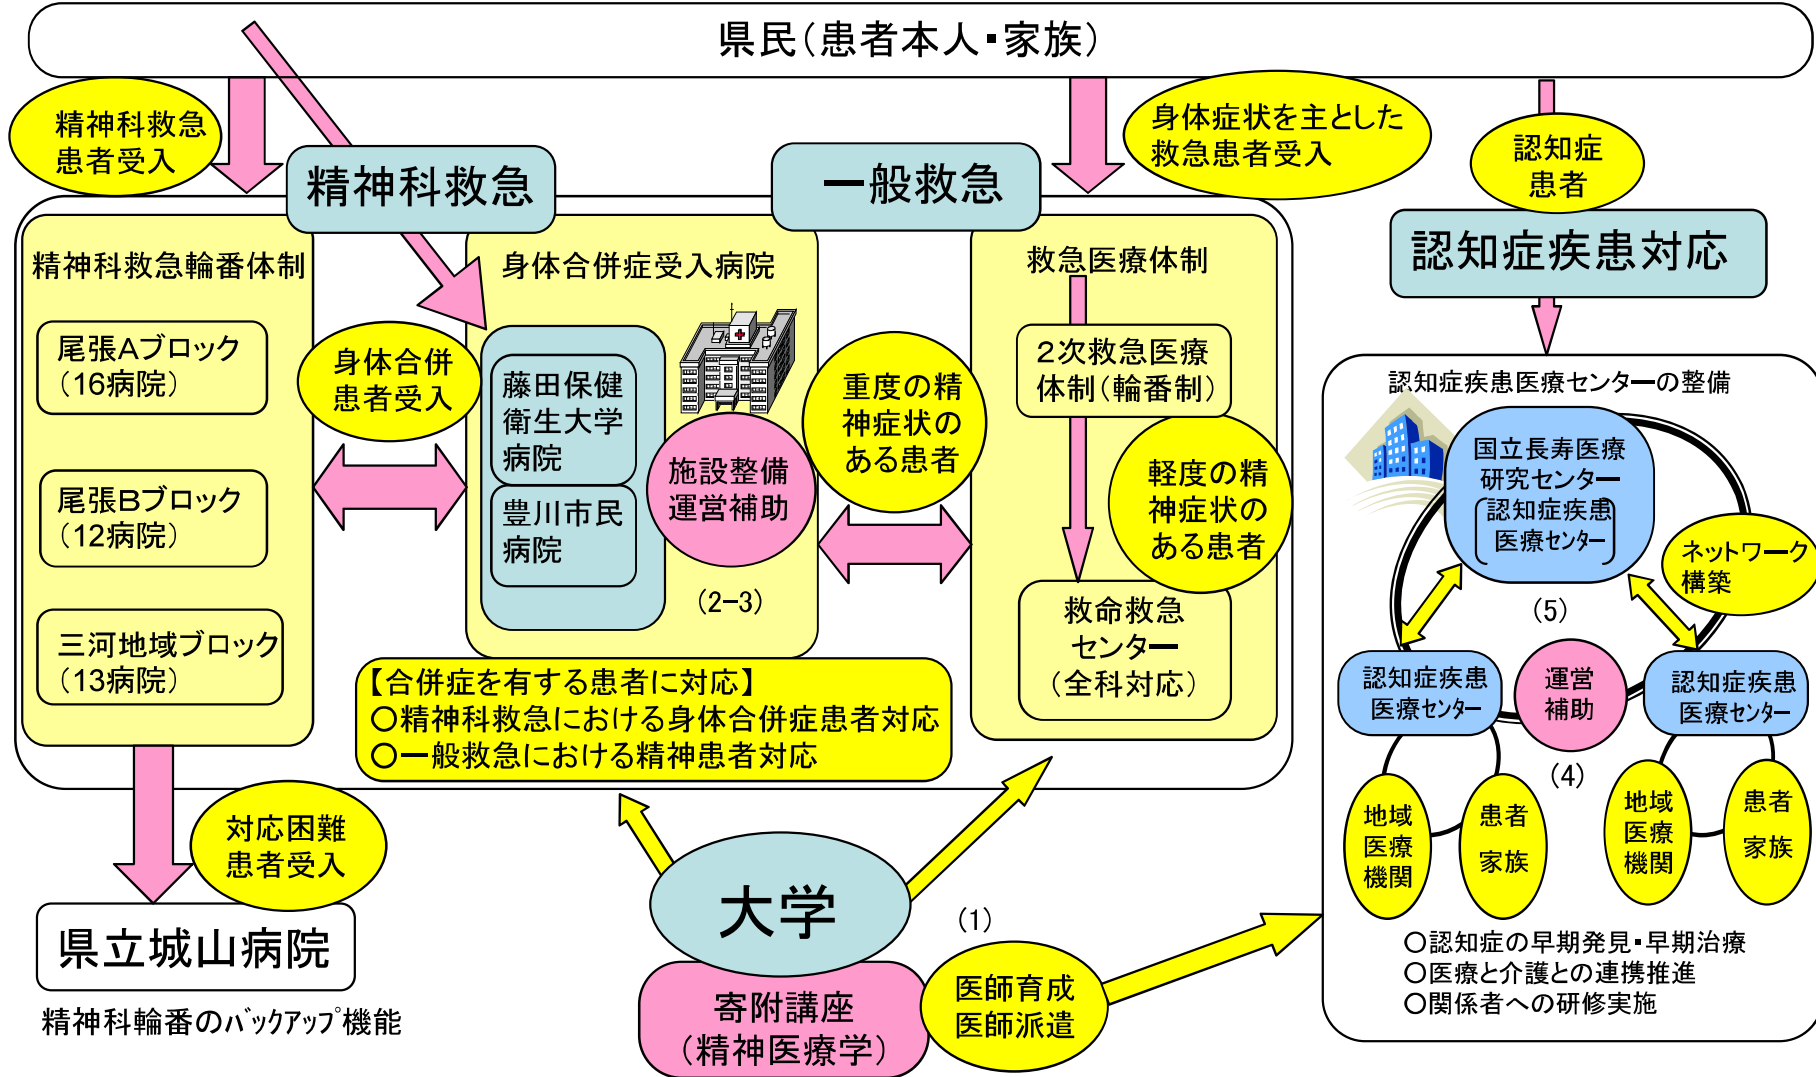 県民(患者本人・家族)
精神科救急
患者受入
身体症状を主とした
救急患者受入
認知症
患者
精神科救急
一般救急
認知症疾患対応
精神科救急輪番体制
尾張Aブロック
(16病院)
尾張Bブロック
(12病院)
三河地域ブロック
(13病院)
身体合併
患者受入
身体合併症受入病院
藤田保健
衛生大学
病院
豊川市民
病院
施設整備
運営補助
(2-3)
重度の精
神症状の
ある患者
救急医療体制
2次救急医療
体制(輪番制)
軽度の精
神症状の
ある患者
救命救急
センター
(全科対応)
【合併症を有する患者に対応】
○精神科救急における身体合併症患者対応
○一般救急における精神患者対応
対応困難
患者受入
県立城山病院
精神科輪番のバックアップ機能
大学
(1)
寄附講座
(精神医療学)
医師育成
医師派遣
認知症疾患医療センターの整備
国立長寿医療
研究センター
認知症疾患
医療センター
ネットワーク
構築
(5)
認知症疾患
医療センター
運営
補助
認知症疾患
医療センター
(4)
地域
医療
機関
患者
家族
地域
医療
機関
患者
家族
○認知症の早期発見・早期治療
○医療と介護との連携推進
○関係者への研修実施